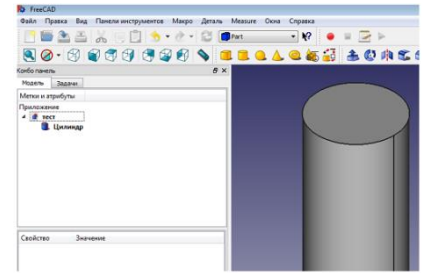 FreeCAD
Файл Правка Вид Панели инструментов Макро Деталь Measure Окна Справка
Part
Комбо панель
Модель Задачи
Метки и атрибуты
Приложение
тест
Цилиндр
Свойство Значение